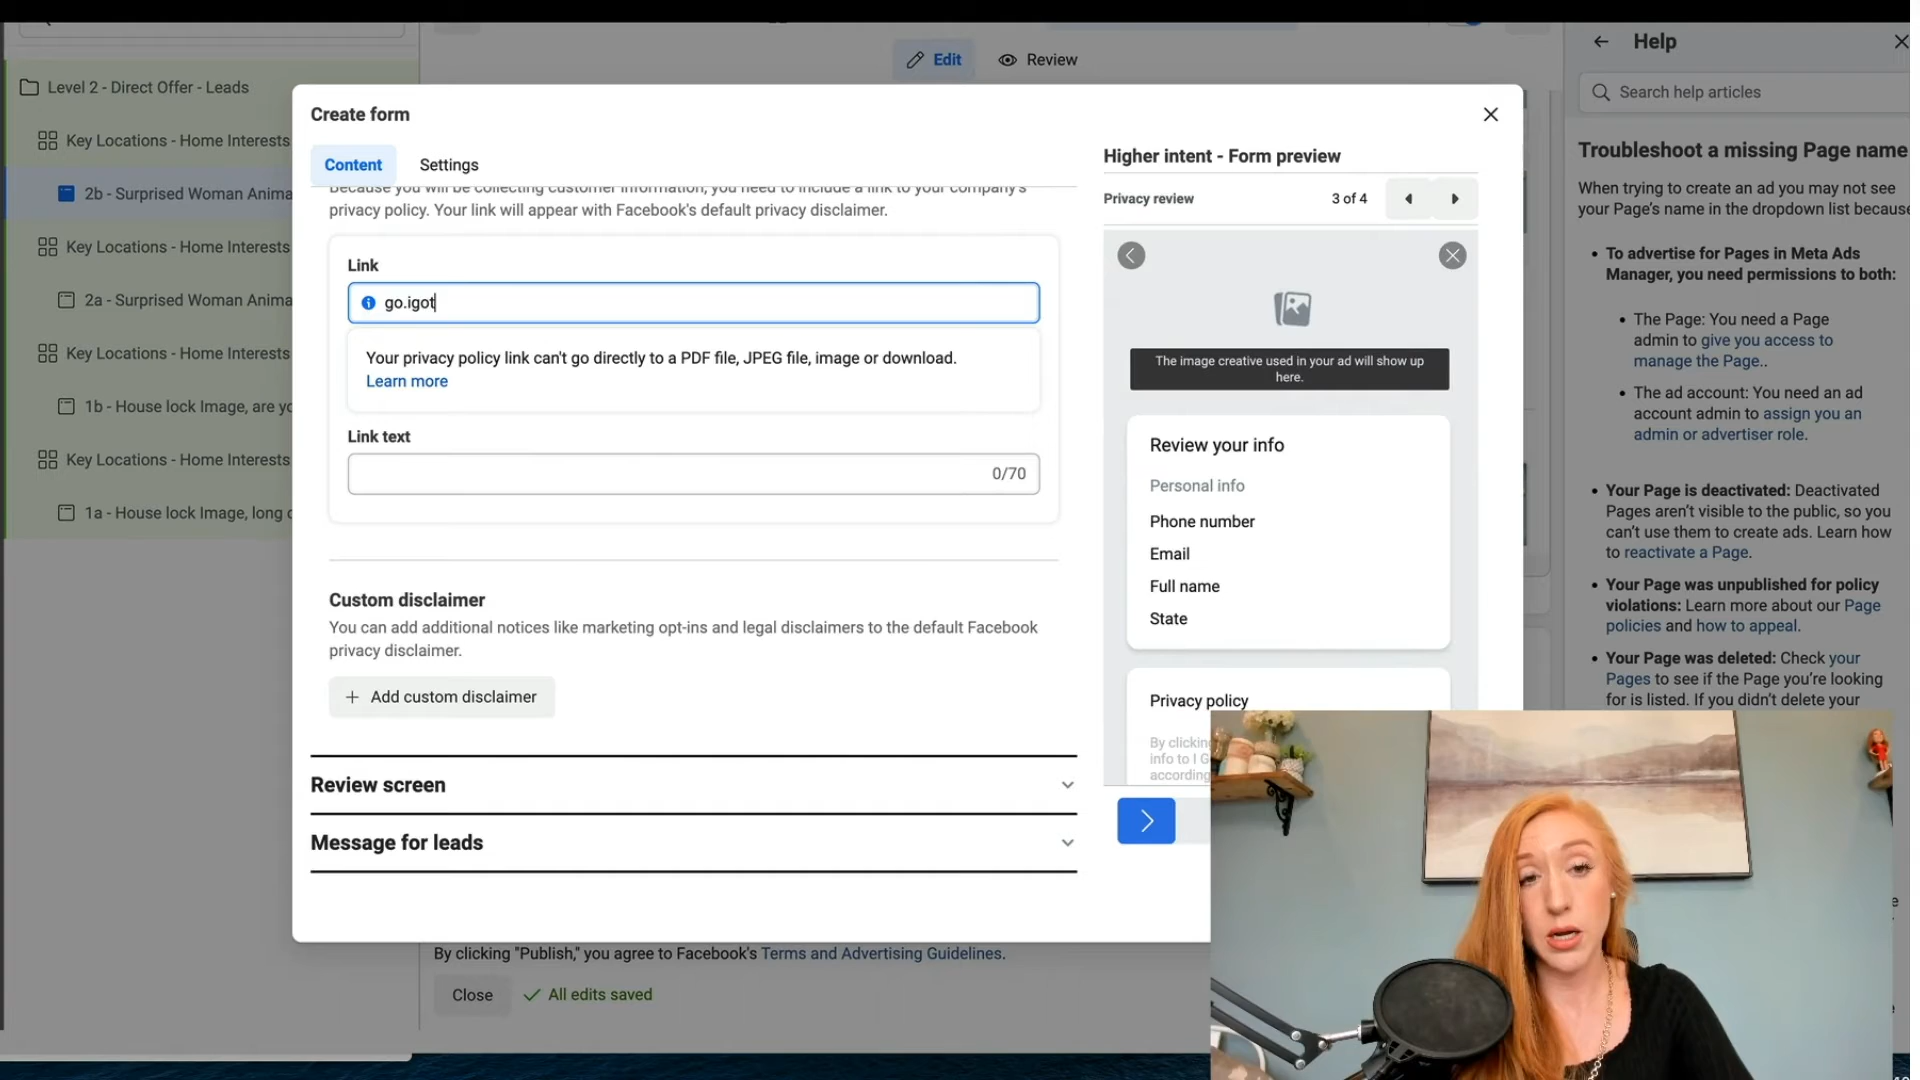 Level 2 - Direct Offer - Leads
Key Locations - Home Interests
2b - Surprised Woman Anima
Key Locations - Home Interests
2a - Surprised Woman Anima
Key Locations - Home Interests
1b - House lock Image, are yo
Key Locations - Home Interests
1a - House lock Image, long c
Edit
Review
Create form
Content
Settings
Because you will be collecting customer information, you need to include a link to your company's
privacy policy. Your link will appear with Facebook's default privacy disclaimer.
Link
go.igot
Your privacy policy link can't go directly to a PDF file, JPEG file, image or download.
Learn more
Link text
0/70
Custom disclaimer
You can add additional notices like marketing opt-ins and legal disclaimers to the default Facebook
privacy disclaimer.
+ Add custom disclaimer
Review screen
Message for leads
By clicking "Publish," you agree to Facebook's Terms and Advertising Guidelines.
Close
All edits saved
Higher intent - Form preview
Privacy review
3 of 4
The image creative used in your ad will show up
here.
Review your info
Personal info
Phone number
Email
Full name
State
Privacy policy
By clickin
info to I G
according
Help
Search help articles
Troubleshoot a missing Page name
When trying to create an ad you may not see
your Page's name in the dropdown list because
• To advertise for Pages in Meta Ads
Manager, you need permissions to both:
• The Page: You need a Page
admin to give you access to
manage the Page..
• The ad account: You need an ad
account admin to assign you an
admin or advertiser role.
• Your Page is deactivated: Deactivated
Pages aren't visible to the public, so you
can't use them to create ads. Learn how
to reactivate a Page.
• Your Page was unpublished for policy
violations: Learn more about our Page
policies and how to appeal.
• Your Page was deleted: Check your
Pages to see if the Page you're looking
for is listed. If you didn't delete your